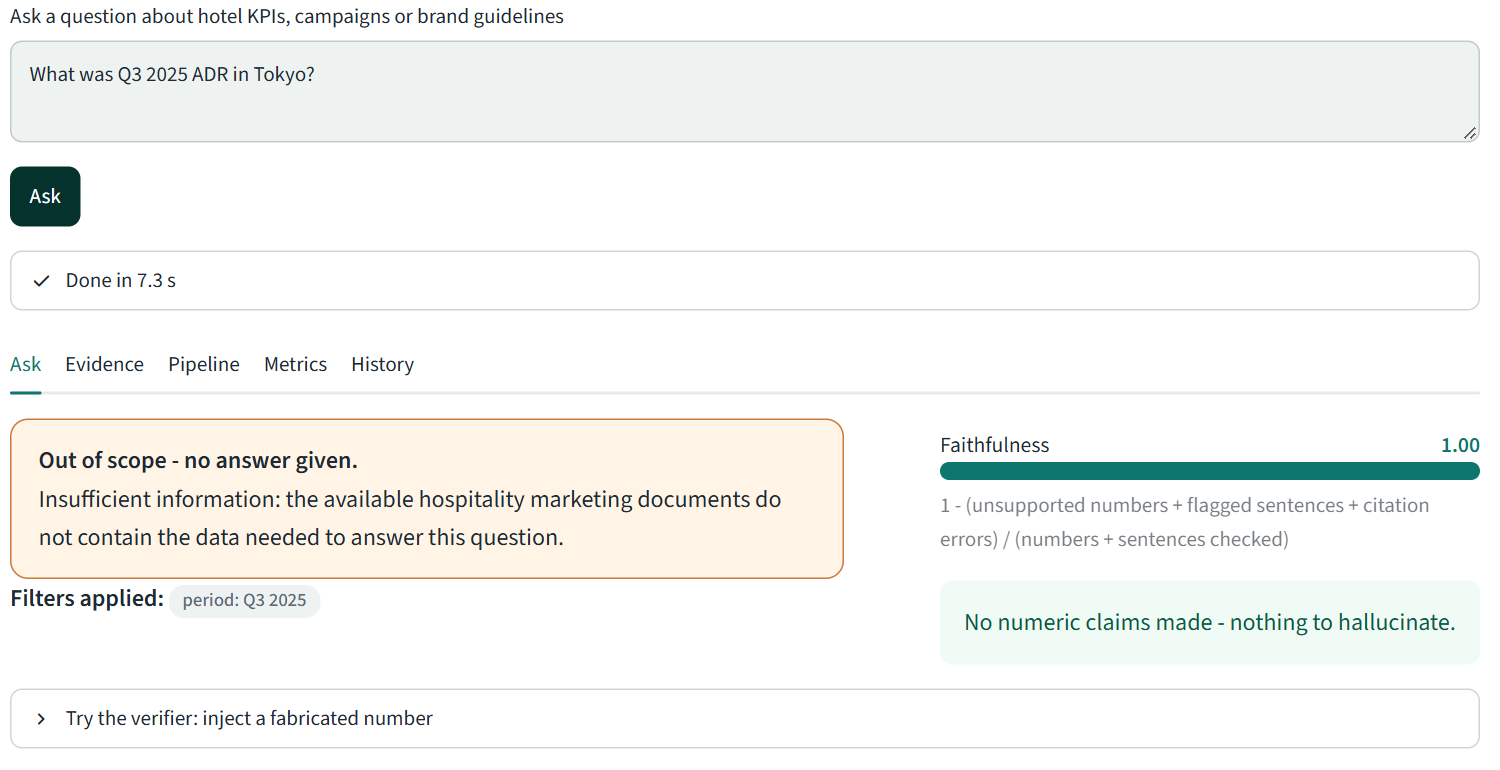 Ask a question about hotel KPIs, campaigns or brand guidelines
What was Q3 2025 ADR in Tokyo?
Ask
Done in 7.3 s
Ask Evidence Pipeline Metrics History
Out of scope - no answer given.
Insufficient information: the available hospitality marketing documents do
not contain the data needed to answer this question.
Filters applied: period: Q3 2025
Faithfulness 1.00
1 - (unsupported numbers + flagged sentences + citation
errors) / (numbers + sentences checked)
No numeric claims made - nothing to hallucinate.
Try the verifier: inject a fabricated number